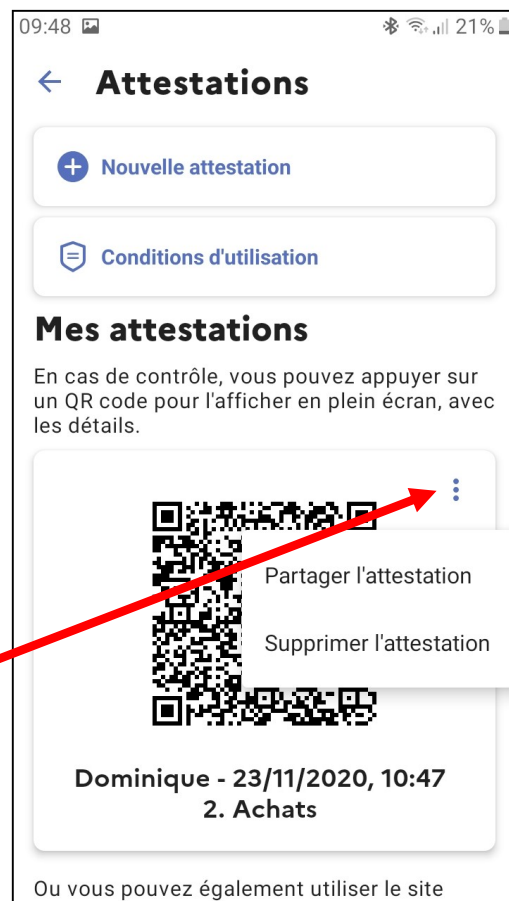 09:48 21%
Attestations
Nouvelle attestation
Conditions d'utilisation
Mes attestations
En cas de contrôle, vous pouvez appuyer sur
un QR code pour l'afficher en plein écran, avec
les détails.
Partager l'attestation
Supprimer l'attestation
Dominique - 23/11/2020, 10:47
2. Achats
Ou vous pouvez également utiliser le site